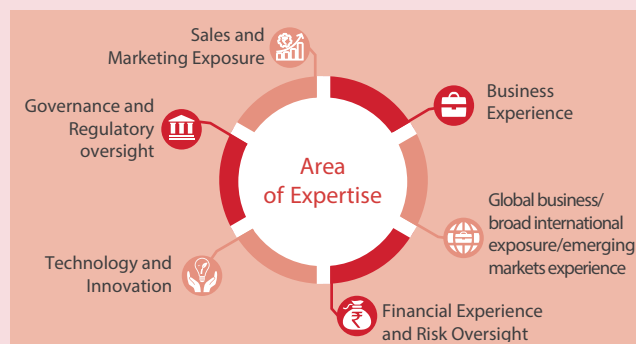 Sales and
Marketing Exposure
Business
Experience
Governance and
Regulatory
oversight
Area
of Expertise
Global business/
broad international
exposure/emerging
markets experience
Technology and
Innovation
₹
Financial Experience
and Risk Oversight